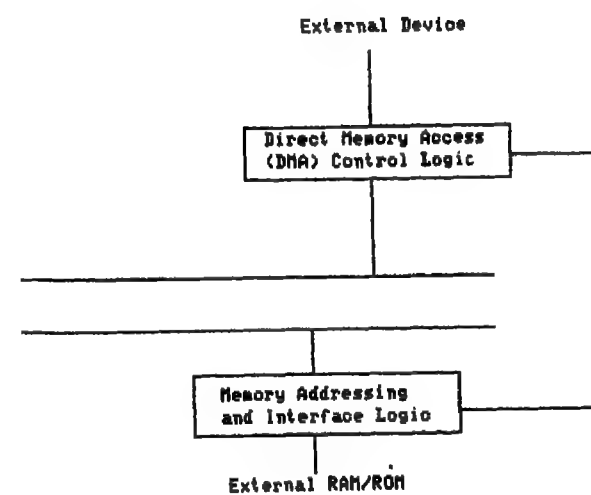 External Device
Direct Memory Access
(DMA) Control Logic
Memory Addressing
and Interface Logic
External RAM/ROM